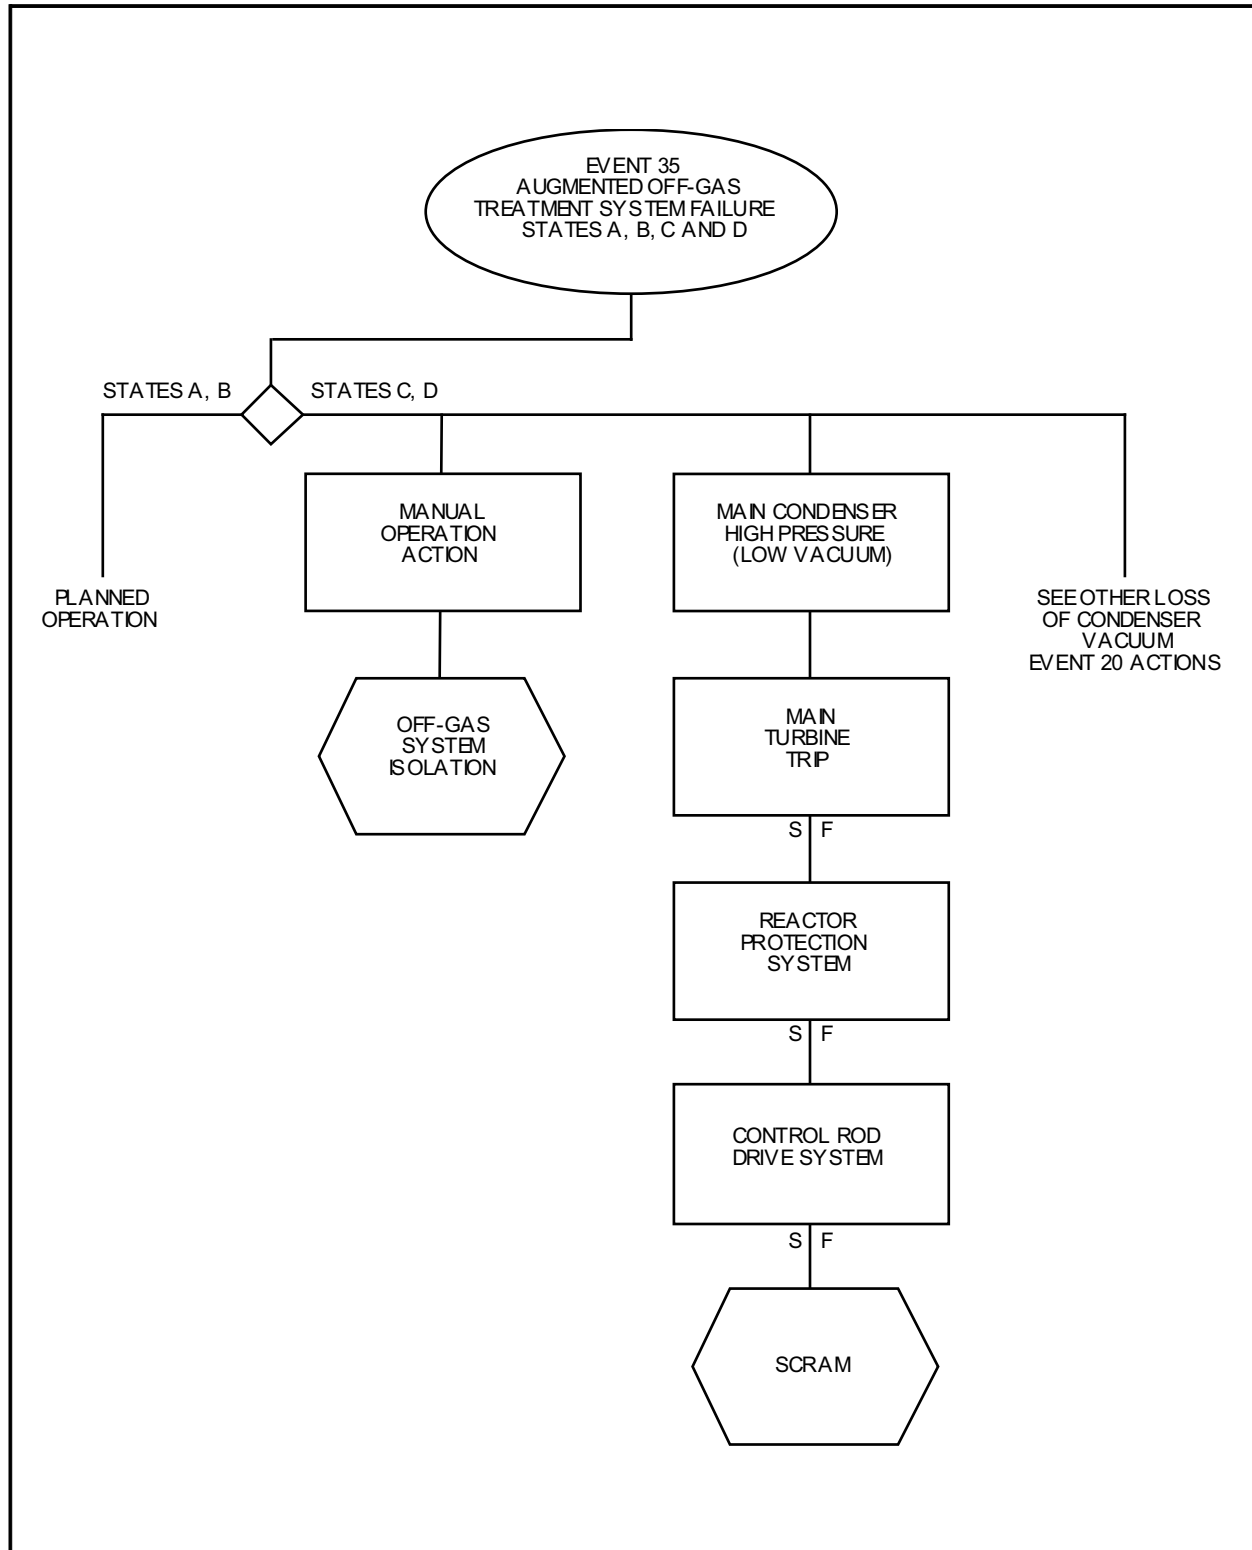 EVENT 35
AUGMENTED OFF-GAS
TREATMENT SYSTEM FAILURE
STATES A, B, C AND D
STATES A, B
STATES C, D
MANUAL
OPERATION
ACTION
MAIN CONDENSER
HIGH PRESSURE
(LOW VACUUM)
PLANNED
OPERATION
SEE OTHER LOSS
OF CONDENSER
VACUUM
EVENT 20 ACTIONS
OFF-GAS
SYSTEM
ISOLATION
MAIN
TURBINE
TRIP
S F
REACTOR
PROTECTION
SYSTEM
S F
CONTROL ROD
DRIVE SYSTEM
S F
SCRAM